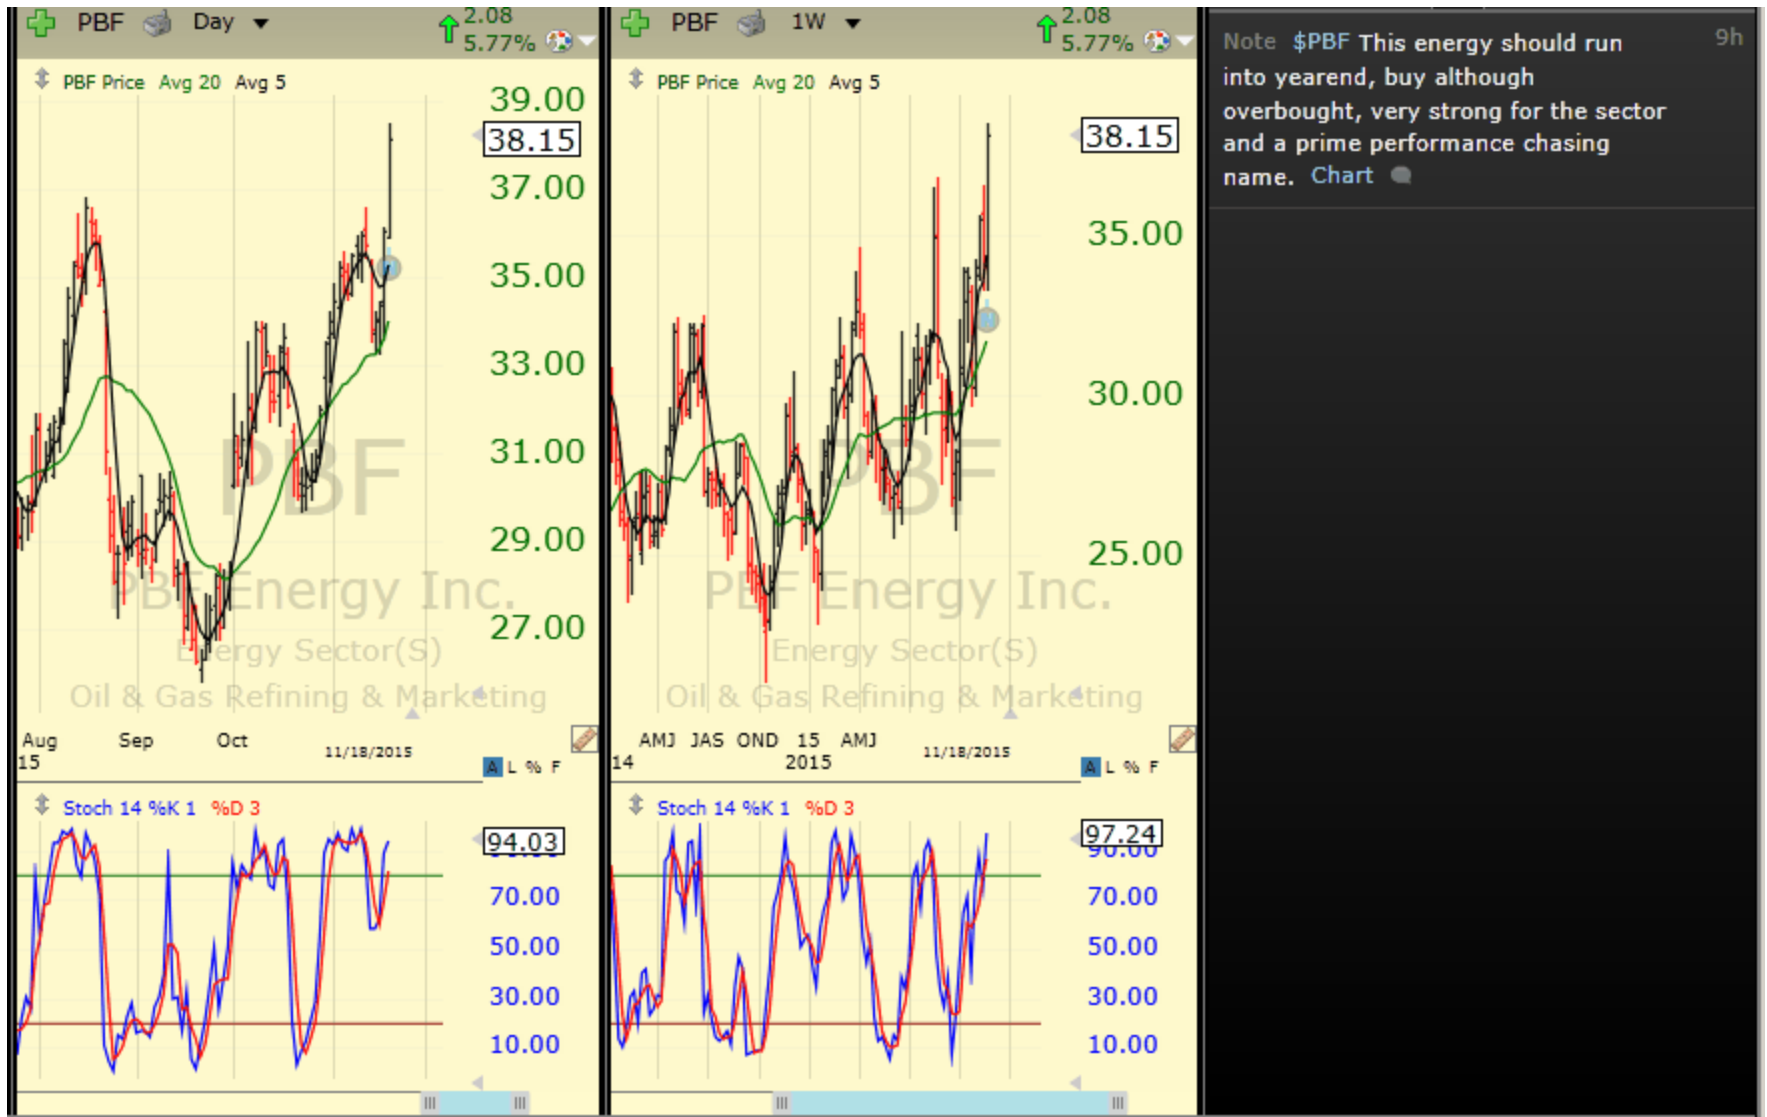 PBF Day
2.08
5.77%
PBF Price Avg 20 Avg 5
39.00
38.15
37.00
35.00
33.00
31.00
29.00
27.00
PBF
PBF Energy Inc.
Energy Sector(S)
Oil & Gas Refining & Marketing
Aug Sep Oct 11/18/2015
15
A L % F
Stoch 14 %K 1 %D 3
94.03
70.00
50.00
30.00
10.00
PBF 1W
2.08
5.77%
PBF Price Avg 20 Avg 5
38.15
35.00
30.00
25.00
PBF
PBF Energy Inc.
Energy Sector(S)
Oil & Gas Refining & Marketing
AMJ JAS OND 15 AMJ 11/18/2015
14 2015
A L % F
Stoch 14 %K 1 %D 3
97.24
90.00
70.00
50.00
30.00
10.00
Note $PBF This energy should run 9h
into yearend, buy although
overbought, very strong for the sector
and a prime performance chasing
name. Chart